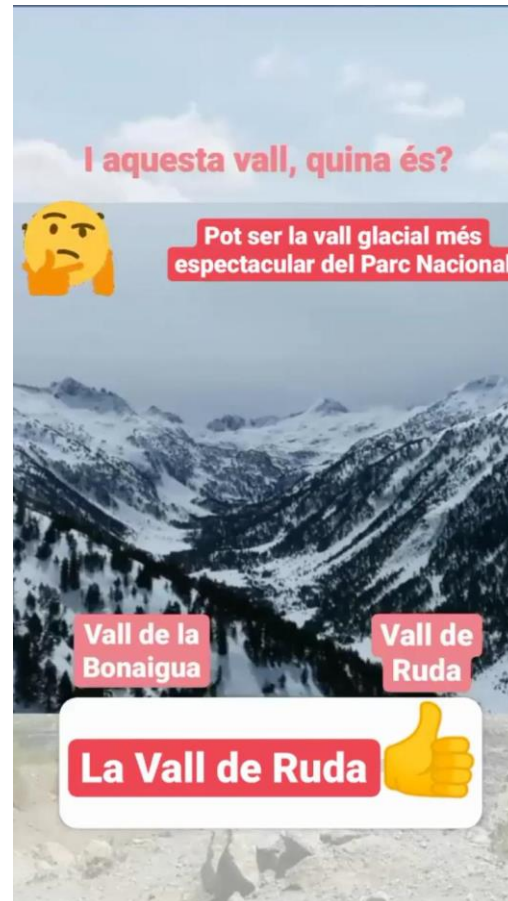 I aquesta vall, quina és?
Pot ser la vall glacial més
espectacular del Parc Nacional
Vall de la
Bonaigua
Vall de
Ruda
La Vall de Ruda